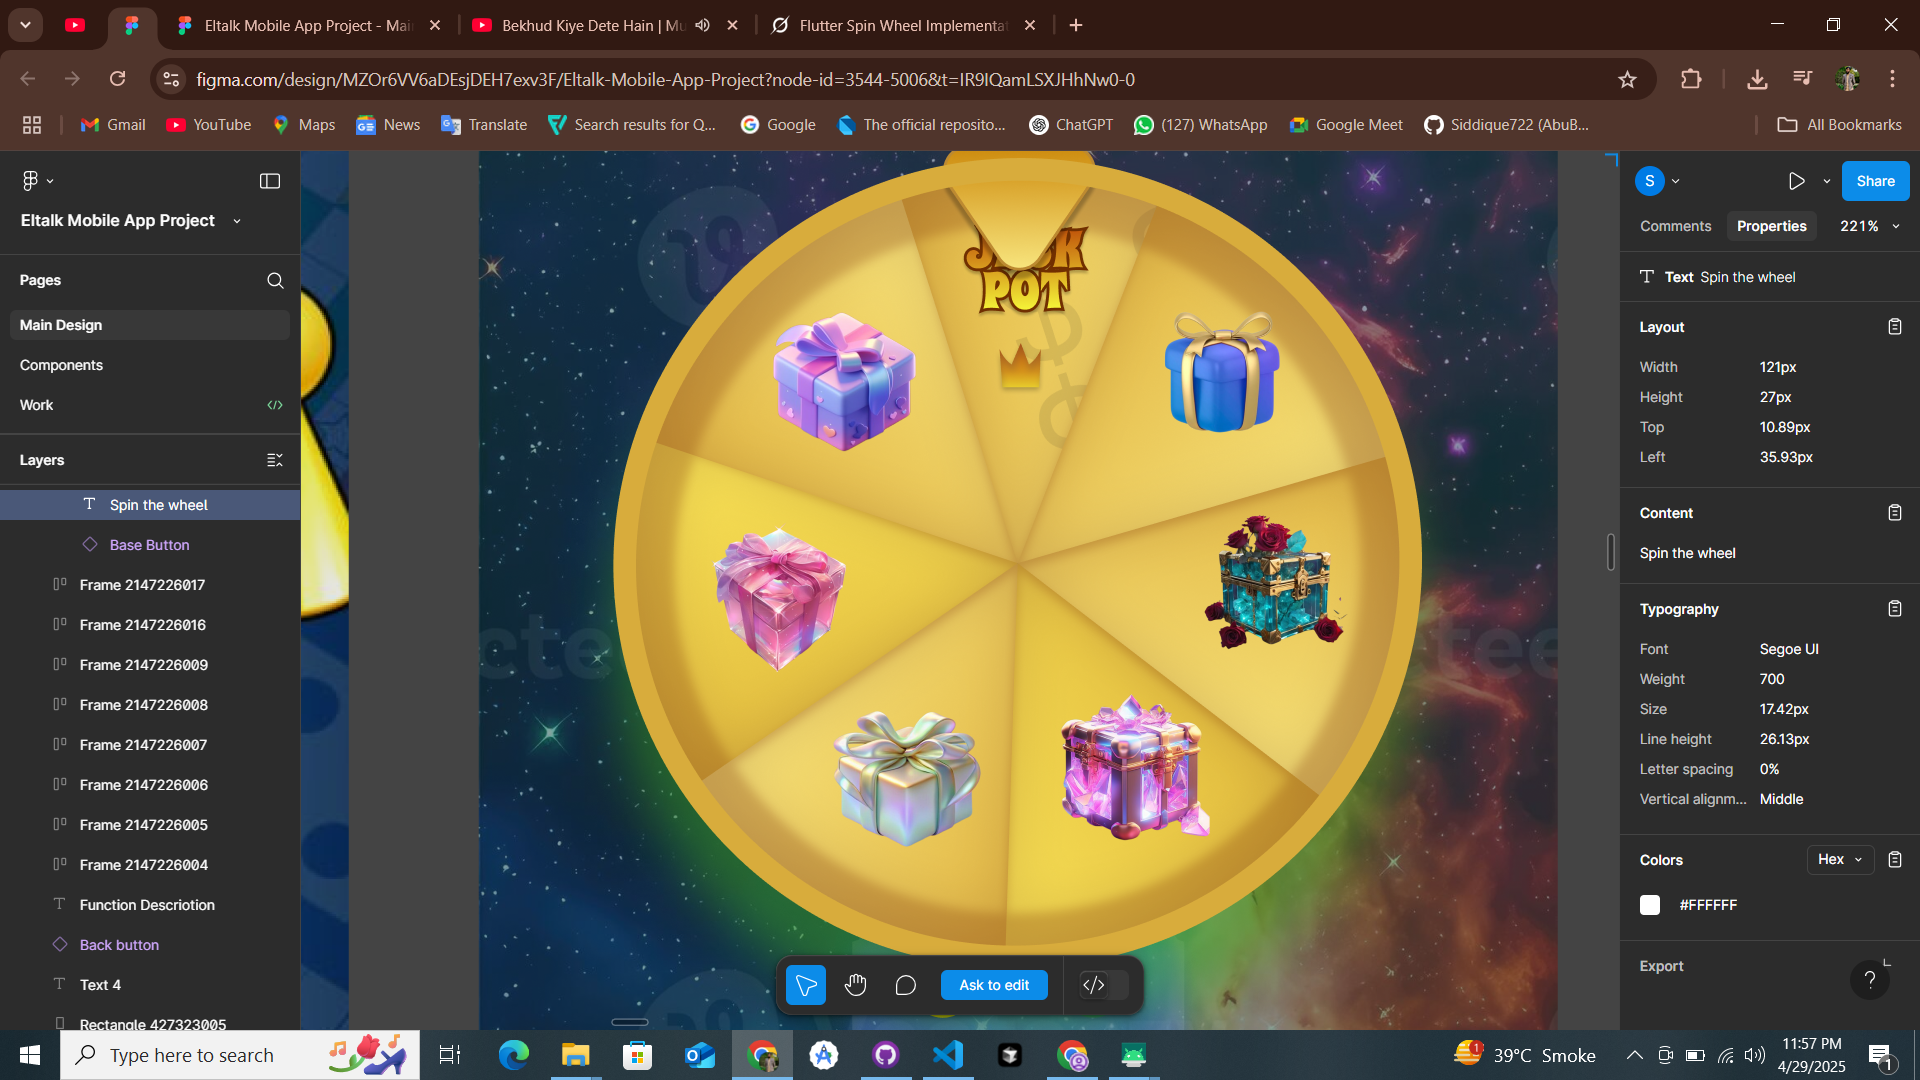 Eltalk Mobile App Project - Mai
Bekhud Kiye Dete Hain | Mu
Flutter Spin Wheel Implementat
figma.com/design/MZOr6VV6aDEsjDEH7exv3F/Eltalk-Mobile-App-Project?node-id=3544-5006&t=IR9IQamLSXJHhNw0-0
Gmail
YouTube
Maps
News
Translate
Search results for Q...
Google
The official reposito...
ChatGPT
(127) WhatsApp
Google Meet
Siddique722 (AbuB...
All Bookmarks
Eltalk Mobile App Project
Pages
Main Design
Components
Work
Layers
Spin the wheel
Base Button
Frame 2147226017
Frame 2147226016
Frame 2147226009
Frame 2147226008
Frame 2147226007
Frame 2147226006
Frame 2147226005
Frame 2147226004
Function Descriotion
Back button
Text 4
Rectangle 427323005
POT
Ask to edit
S
Share
Comments
Properties
221%
Text Spin the wheel
Layout
Width 121px
Height 27px
Top 10.89px
Left 35.93px
Content
Spin the wheel
Typography
Font Segoe UI
Weight 700
Size 17.42px
Line height 26.13px
Letter spacing 0%
Vertical alignm... Middle
Colors
Hex
#FFFFFF
Export
?
Type here to search
1
39°C Smoke
11:57 PM
4/29/2025
1